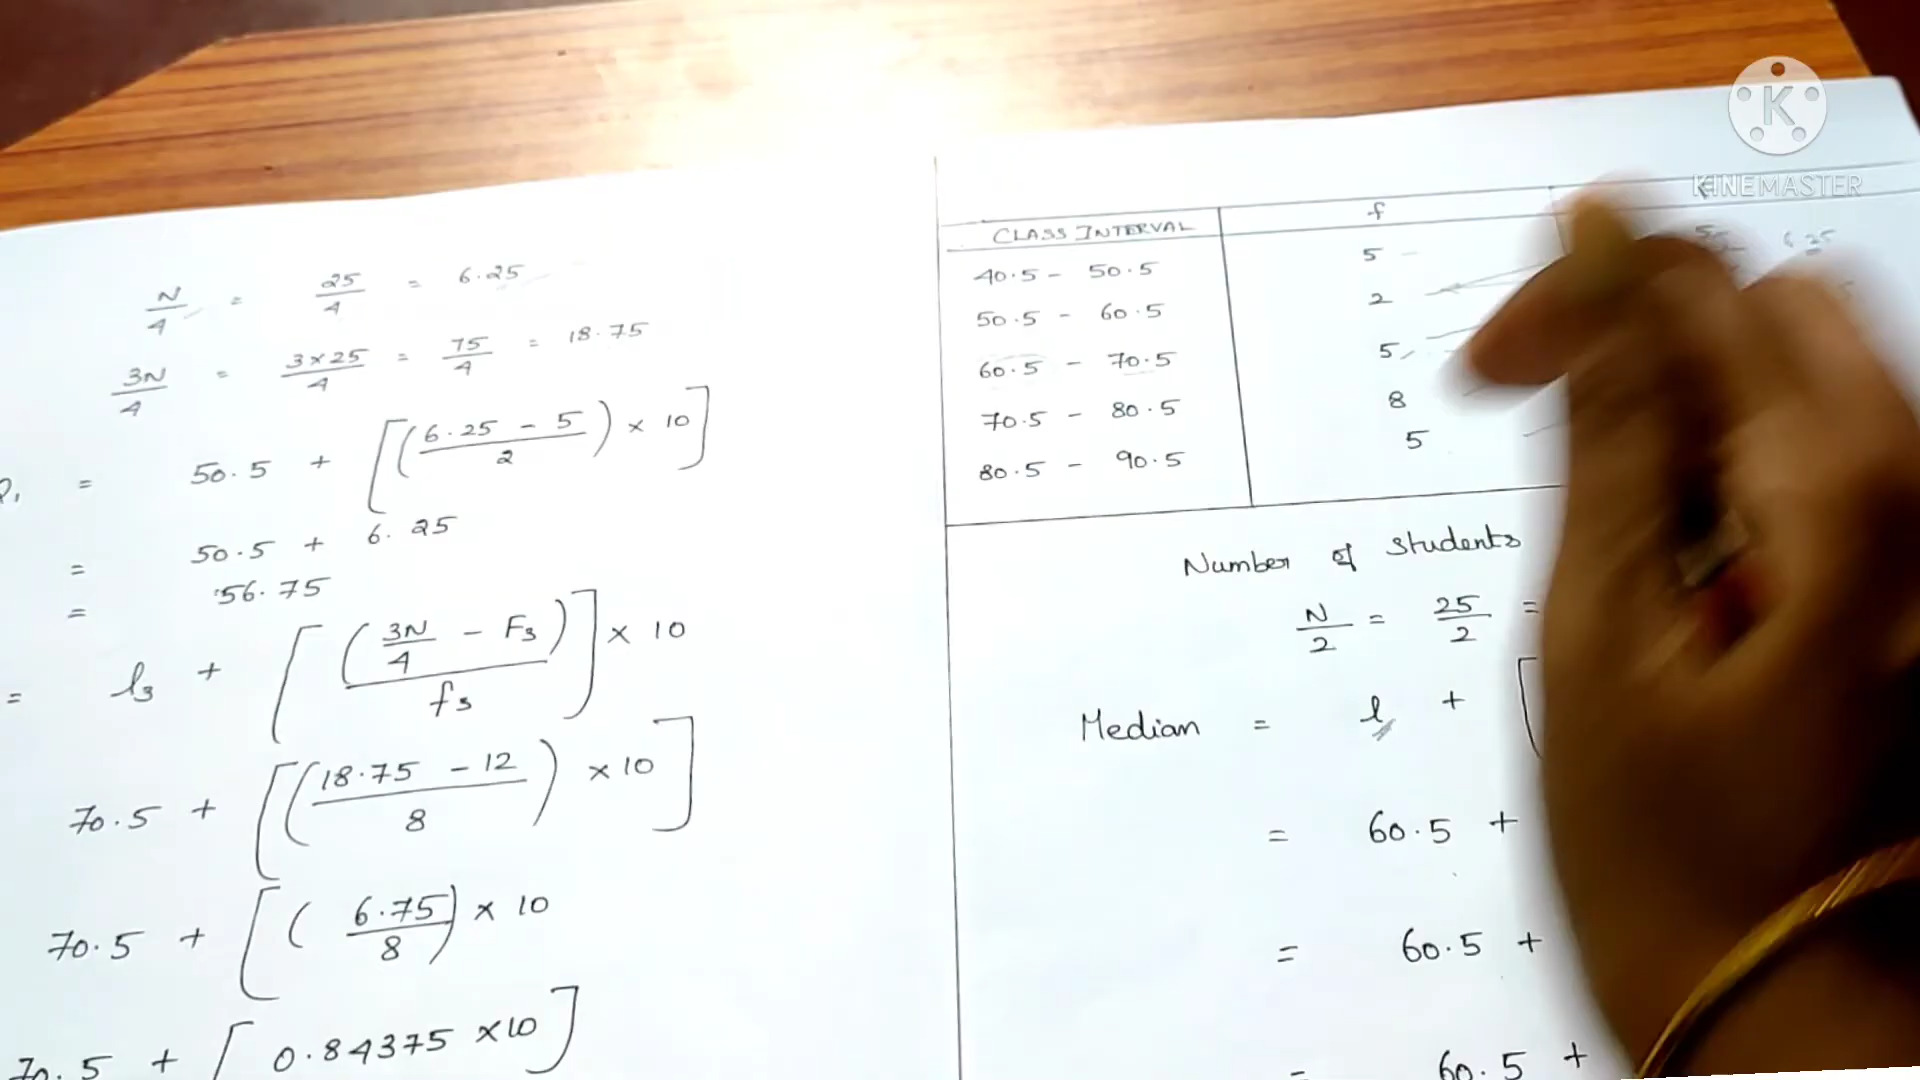 N/4 = 25/4 = 6.25
3N/4 = 3×25/4 = 75/4 = 18.75
= 50.5 + [(6.25 - 5/2) × 10]
= 50.5 + 6.25
= 56.75
= l₃ + [(3N/4 - F₃)/f₃] × 10
70.5 + [(18.75 - 12/8) × 10]
70.5 + [(6.75/8) × 10
70.5 + [0.84375 ×10]
K
KINEMASTER
CLASS INTERVAL f
40.5 - 50.5 5
50.5 - 60.5 2
60.5 - 70.5 5
70.5 - 80.5 8
80.5 - 90.5 5
Number of Students
N/2 = 25/2 =
Median = l + [
= 60.5 +
= 60.5 +
= 60.5 +